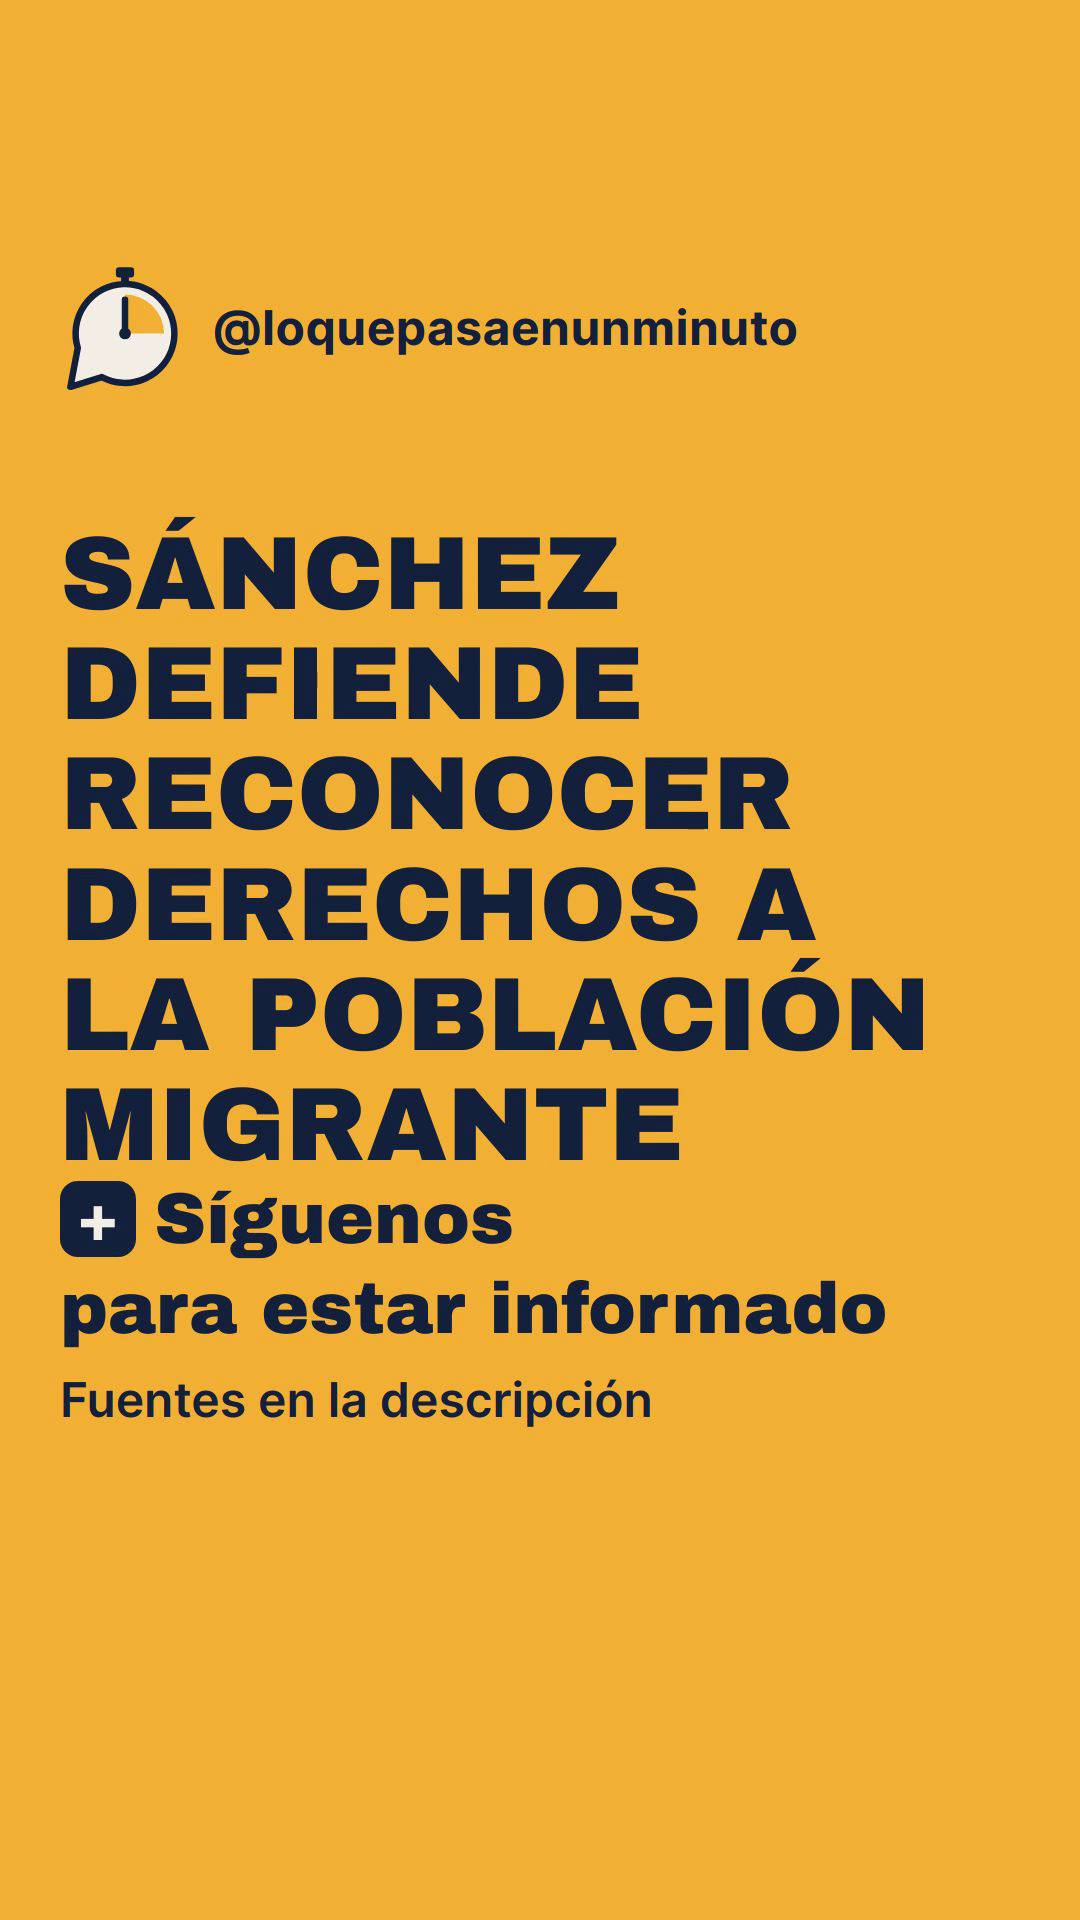 @loquepasaenunminuto
SÁNCHEZ
DEFIENDE
RECONOCER
DERECHOS A
LA POBLACIÓN
MIGRANTE
+ Síguenos
para estar informado
Fuentes en la descripción